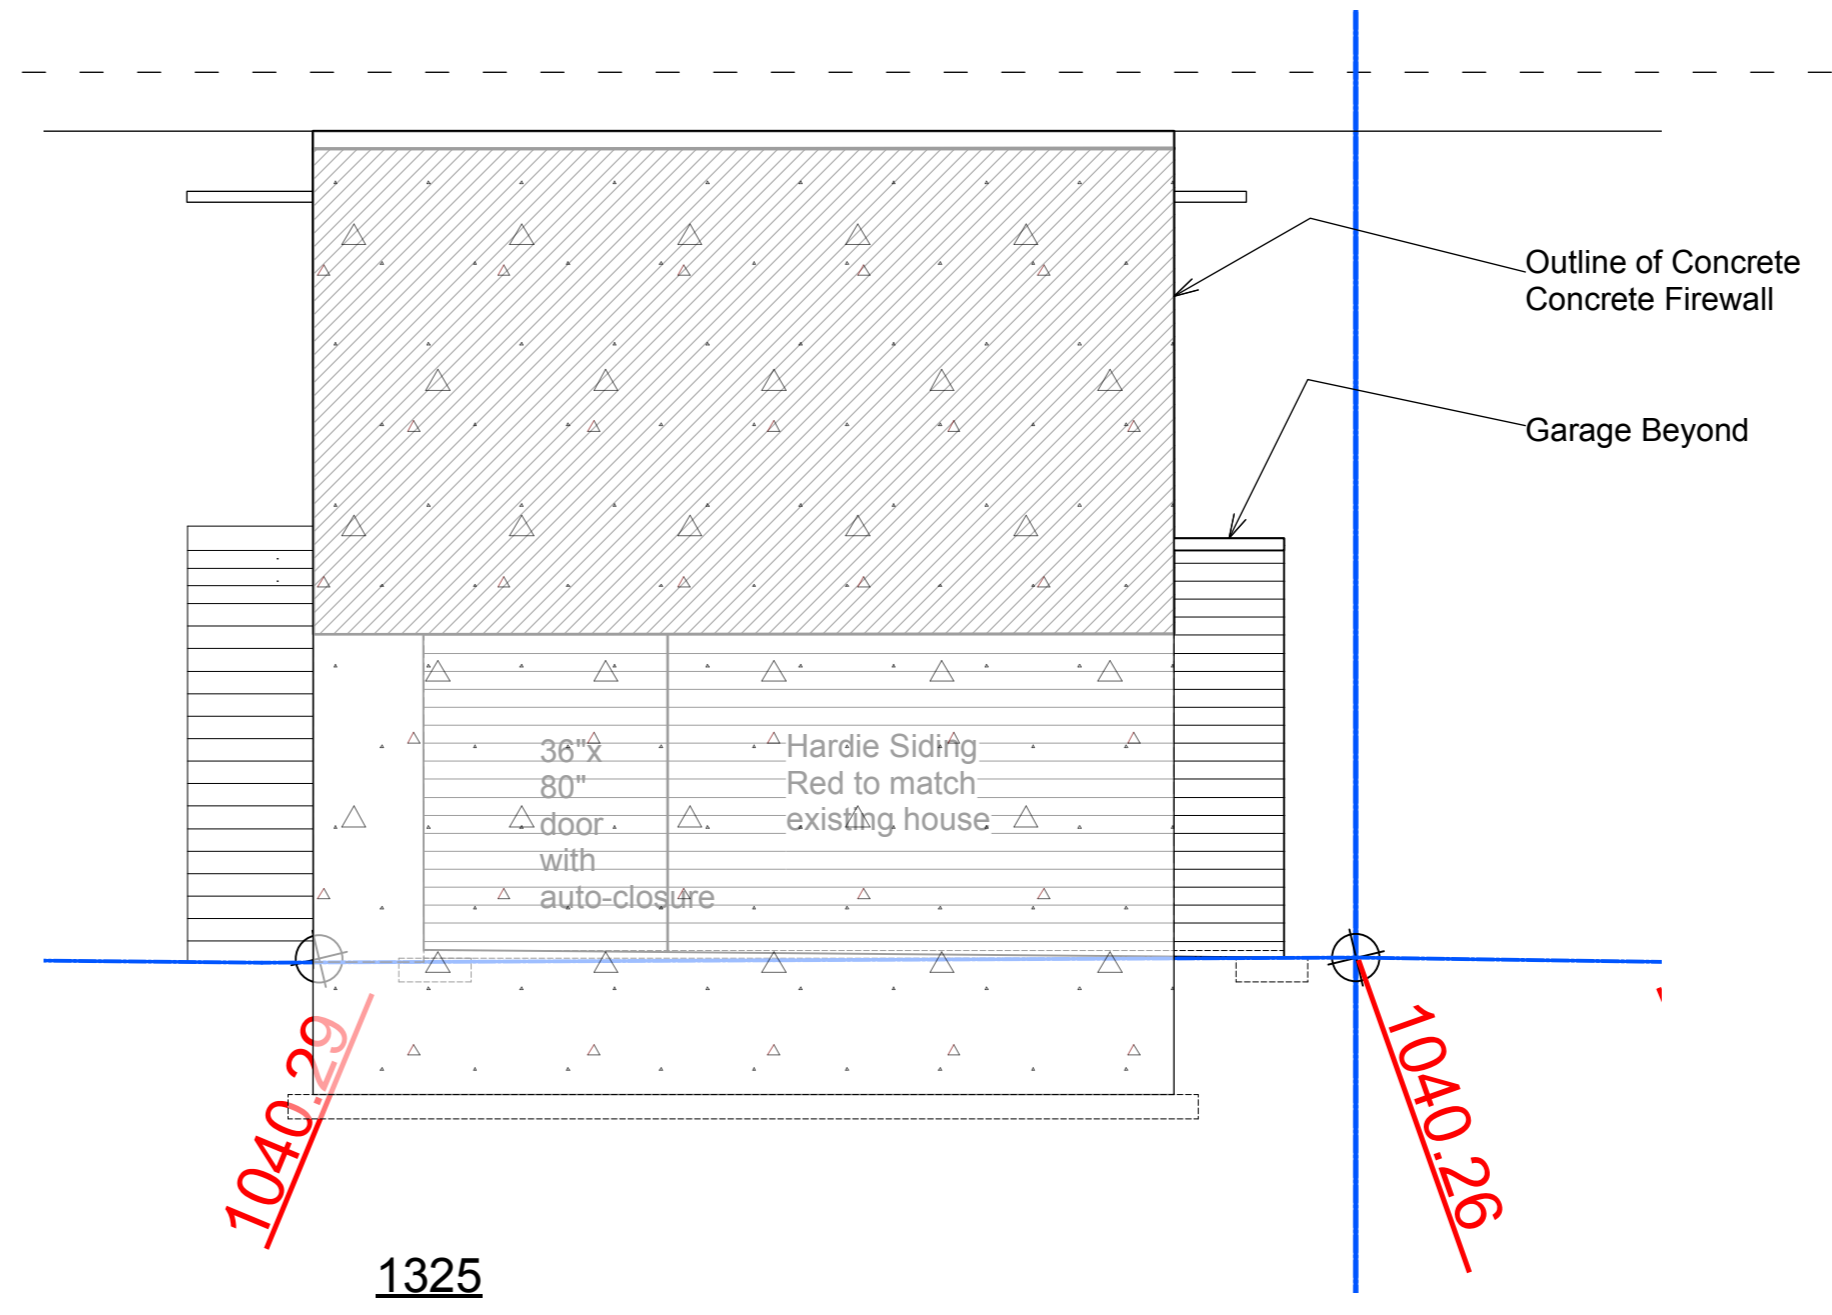 Outline of Concrete
Concrete Firewall
Garage Beyond
36"x
80"
door
with
auto-closure
Hardie Siding
Red to match
existing house
1040.29
1040.26
1325